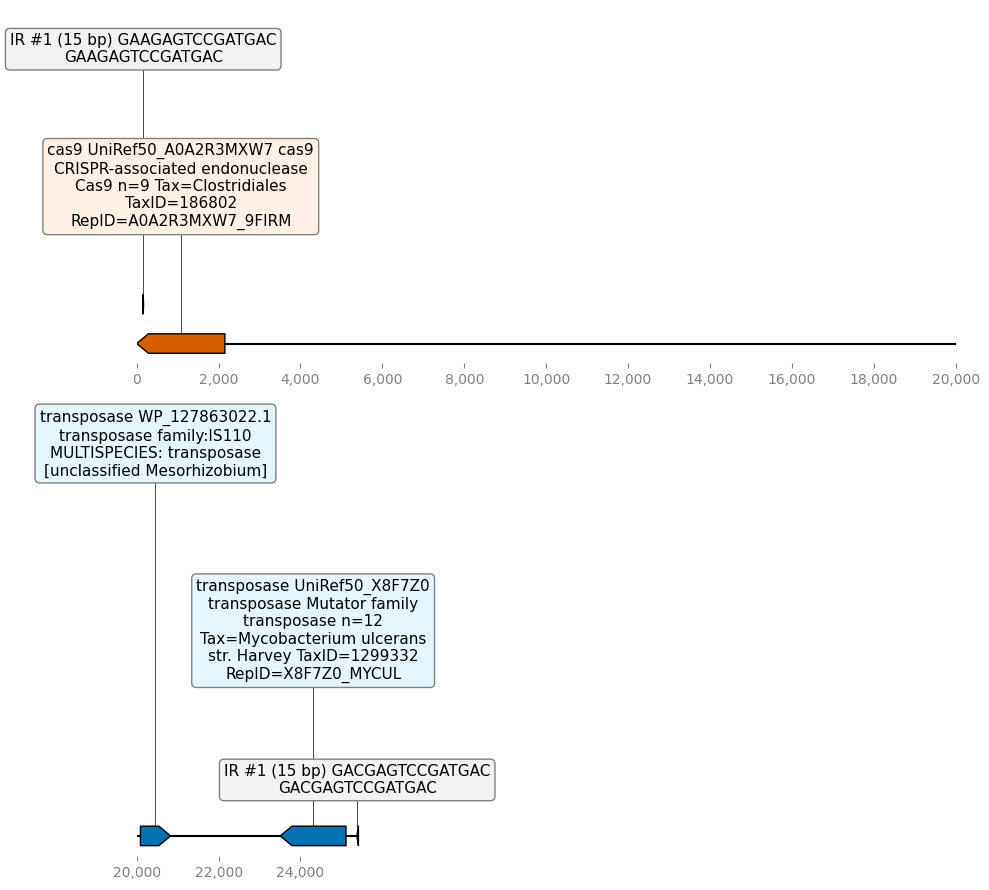 IR #1 (15 bp) GAAGAGTCCGATGAC
GAAGAGTCCGATGAC
cas9 UniRef50_A0A2R3MXW7 cas9
CRISPR-associated endonuclease
Cas9 n=9 Tax=Clostridiales
TaxID=186802
RepID=A0A2R3MXW7_9FIRM
0 2,000 4,000 6,000 8,000 10,000 12,000 14,000 16,000 18,000 20,000
transposase WP_127863022.1
transposase family:IS110
MULTISPECIES: transposase
[unclassified Mesorhizobium]
transposase UniRef50_X8F7Z0
transposase Mutator family
transposase n=12
Tax=Mycobacterium ulcerans
str. Harvey TaxID=1299332
RepID=X8F7Z0_MYCUL
IR #1 (15 bp) GACGAGTCCGATGAC
GACGAGTCCGATGAC
20,000 22,000 24,000